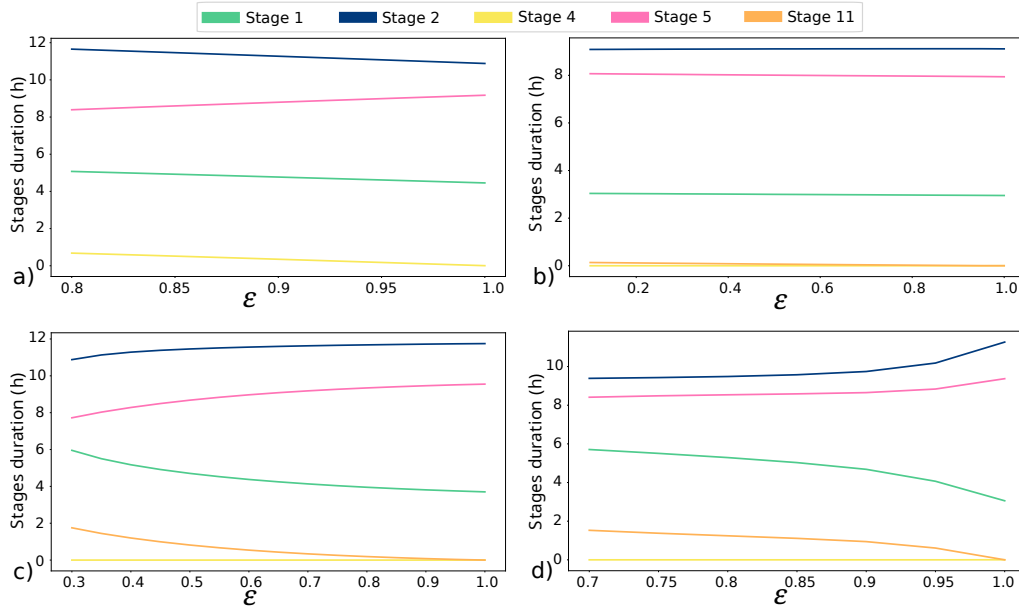 Stage 1 Stage 2 Stage 4 Stage 5 Stage 11
12
10
8
6
4
2
0
Stages duration (h)
0.8 0.85 0.9 0.95 1.0
ε
a)
8
6
4
2
0
Stages duration (h)
0.2 0.4 0.6 0.8 1.0
ε
b)
12
10
8
6
4
2
0
Stages duration (h)
0.3 0.4 0.5 0.6 0.7 0.8 0.9 1.0
ε
c)
10
8
6
4
2
0
Stages duration (h)
0.7 0.75 0.8 0.85 0.9 0.95 1.0
ε
d)